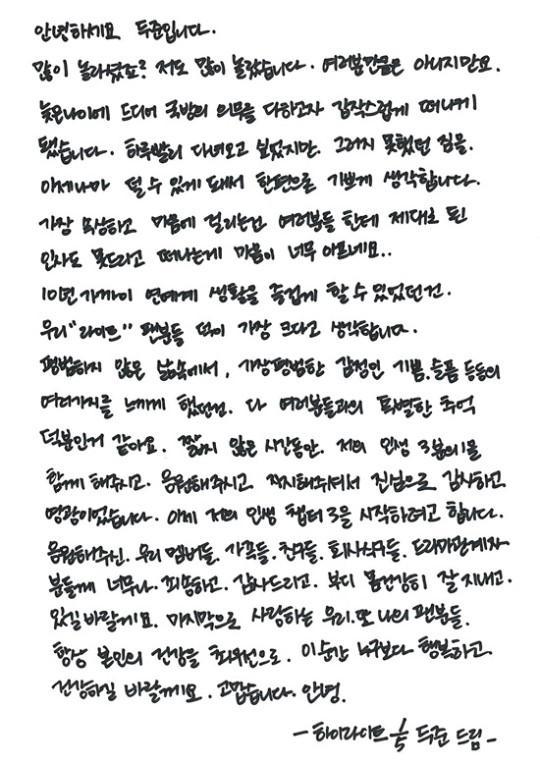 안녕하세요 두준입니다.
많이 놀라셨죠? 저도 많이 놀랐습니다. 여러분만큼은 아니지만요.
늦은나이에 드디어 국방의 의무를 다하고자 갑작스럽게 떠나게
됐습니다. 하루빨리 다녀오고 싶었지만. 그러지 못했던 짐을.
이제나마 덜 수 있게 돼서 한편으로 기쁘게 생각합니다.
가장 속상하고 마음에 걸리는건 여러분들 한테 제대로 된
인사도 못드리고 떠나는게 마음이 너무 아프네요..
10년 가까이 연예계 생활을 즐겁게 할 수 있었던건.
우리 "라이트" 팬분들 덕이 가장 크다고 생각합니다.
평범하지 않은 삶속에서, 가장평범한 감정인 기쁨.슬픔 등등의
여러가지를 느끼게 했던건. 다 여러분들과의 특별한 추억
덕분인거 같아요. 짧지 않은 시간동안. 저의 인생 3분의1을
함께 해주시고. 응원해주시고 지지해주셔서 진심으로 감사하고
영광이었습니다. 이제 저의 인생 챕터 3을 시작하려고 합니다.
응원해주신. 우리 멤버들. 가족들. 친구들. 회사식구들. 드라마관계자
분들께 너무나. 죄송하고. 감사드리고. 부디 몸건강히 잘 지내고.
있길 바랄게요. 마지막으로 사랑하는 우리.또 나의 팬분들.
항상 본인의 건강을 최우선으로. 이순간 누구보다 행복하고.
건강하길 바랄께요. 고맙습니다. 안녕.
-하이라이트 윤두준 드림-